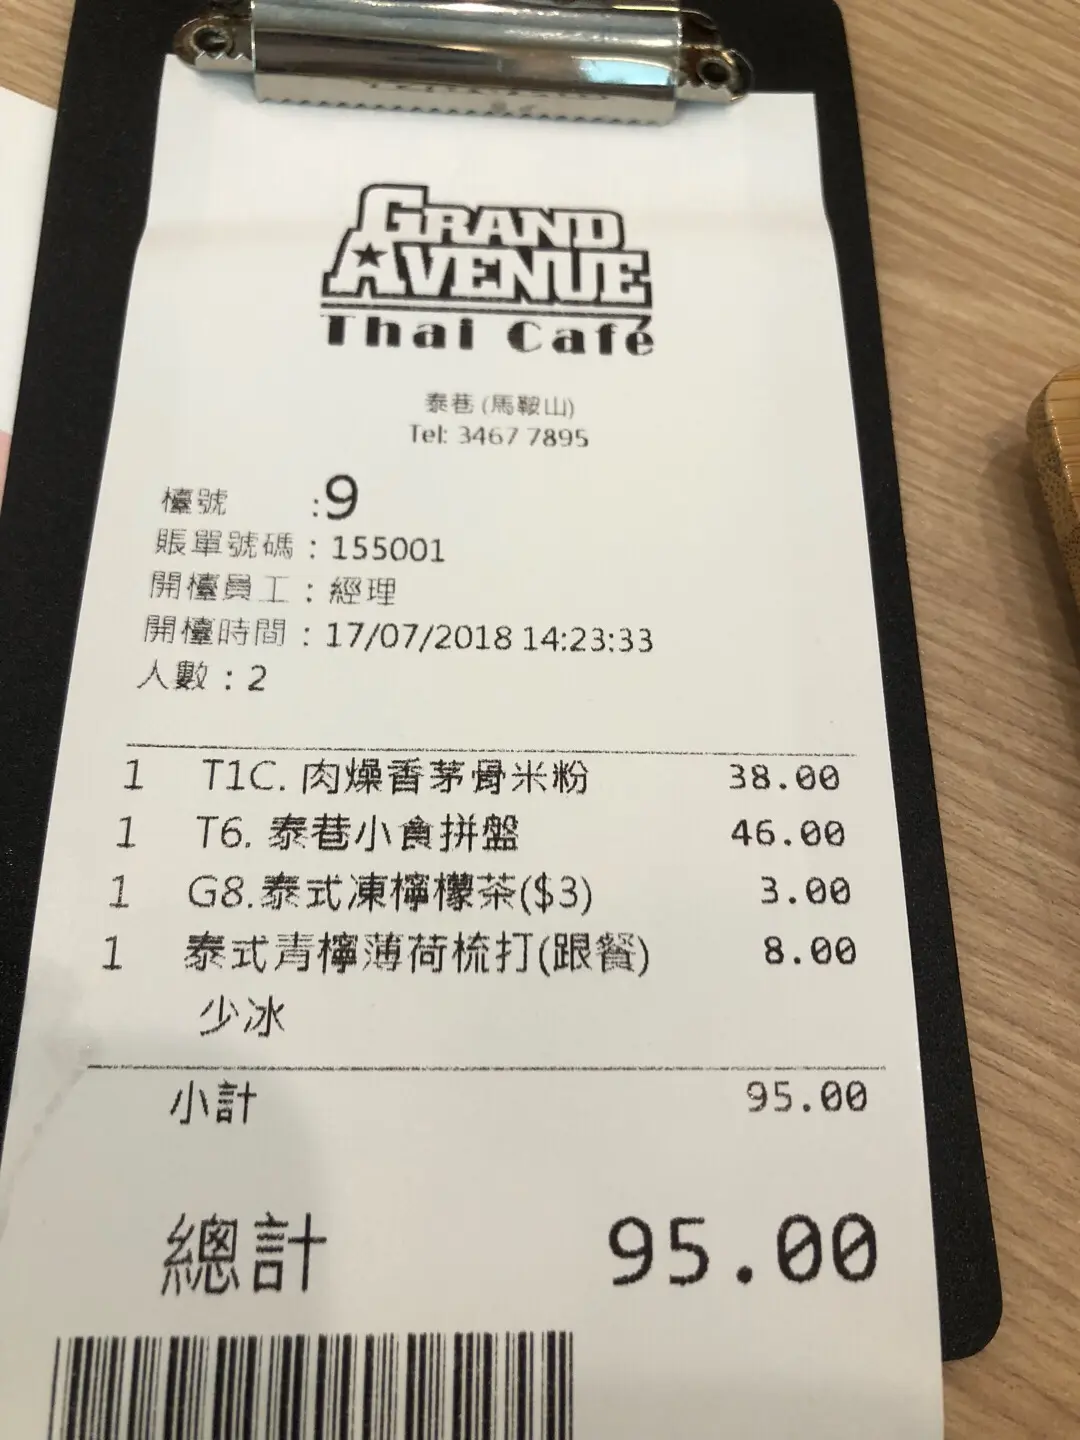 GRAND
AVENUE
Thai Café
泰巷 (馬鞍山)
Tel: 3467 7895
檯號 :9
賬單號碼 : 155001
開檯員工 : 經理
開檯時間 : 17/07/2018 14:23:33
人數 : 2
1 T1C. 肉燥香茅骨米粉 38.00
1 T6. 泰巷小食拼盤 46.00
1 G8.泰式凍檸檬茶($3) 3.00
1 泰式青檸薄荷梳打(跟餐) 8.00
少冰
小計 95.00
總計 95.00